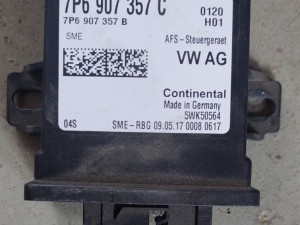 7P6 907 357 C 0120
7P6 907 357 B H01
SME AFS-Steuergeraet
VW AG
Continental
Made in Germany
5WK50564
04S SME-RBG 09.05.17 0008 0617